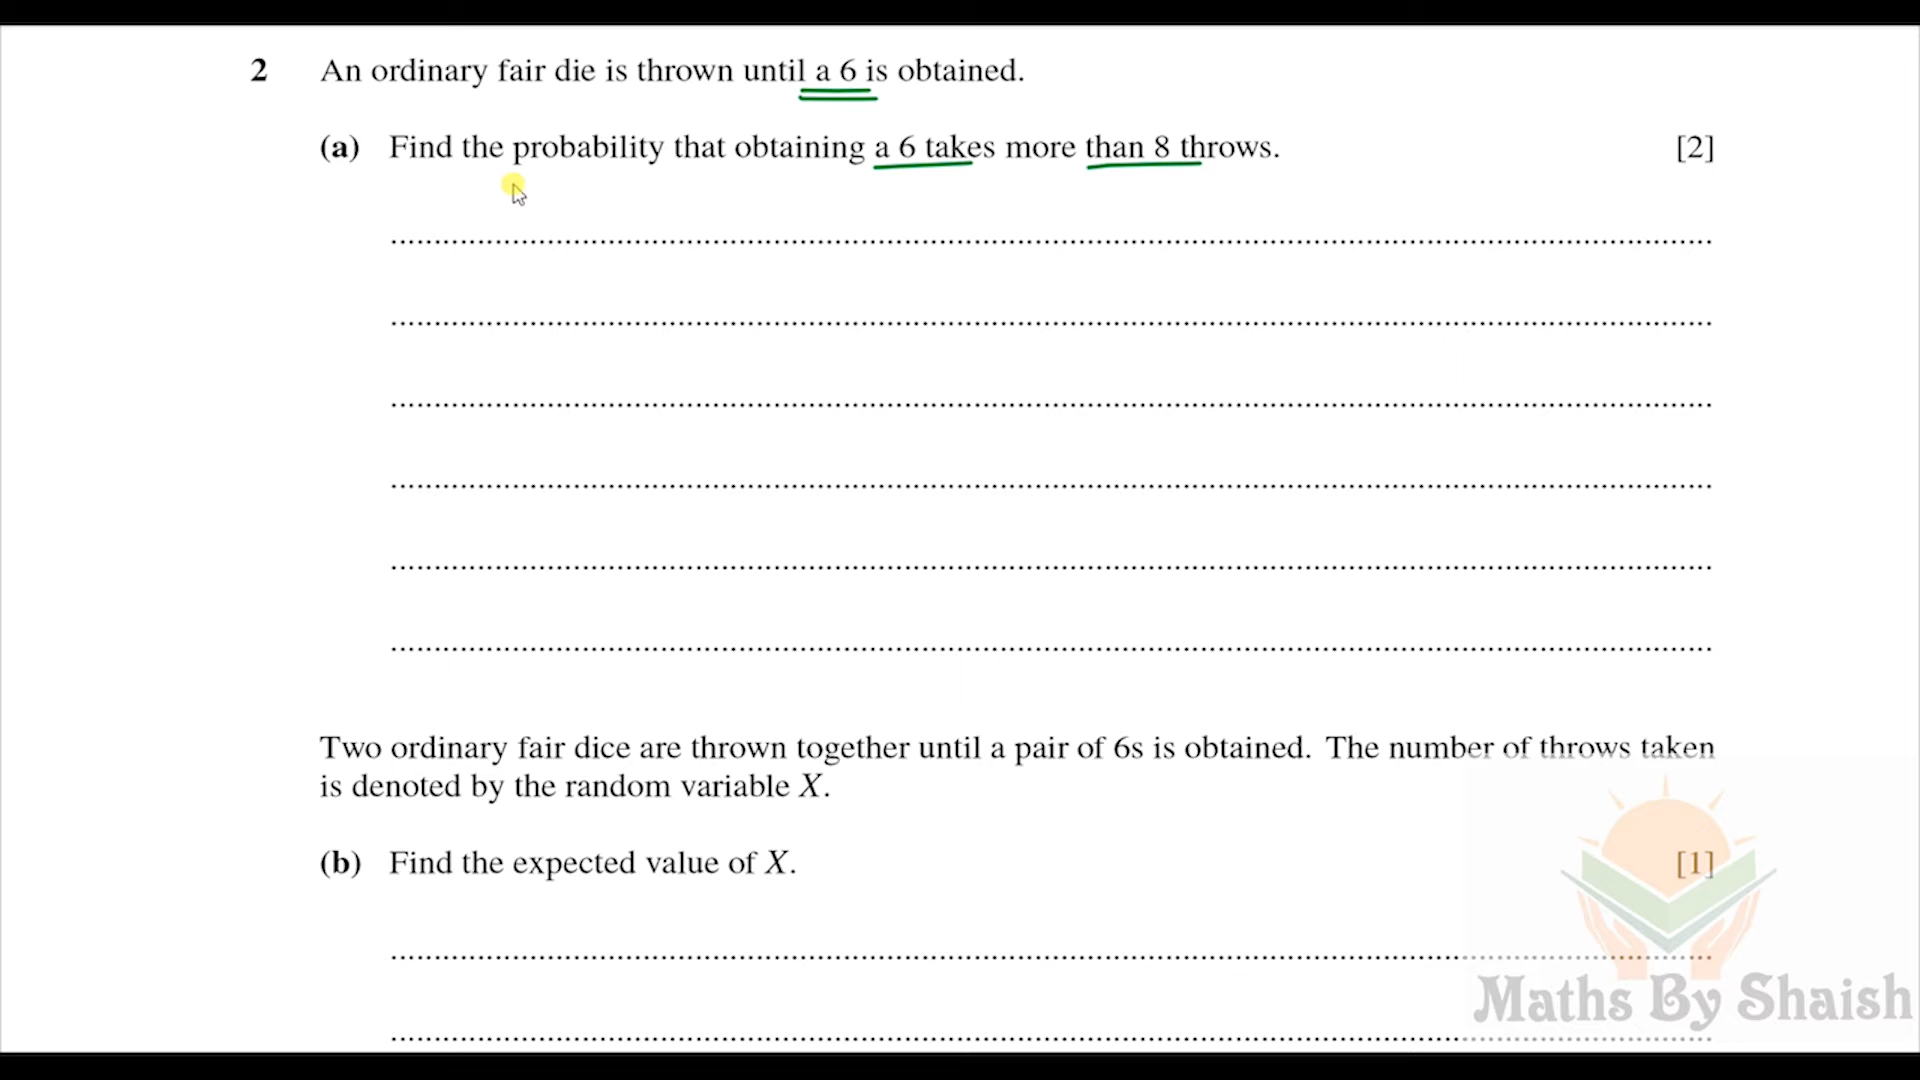 2 An ordinary fair die is thrown until a 6 is obtained.
(a) Find the probability that obtaining a 6 takes more than 8 throws. [2]
Two ordinary fair dice are thrown together until a pair of 6s is obtained. The number of throws taken
is denoted by the random variable X.
(b) Find the expected value of X. [1]
Maths By Shaish